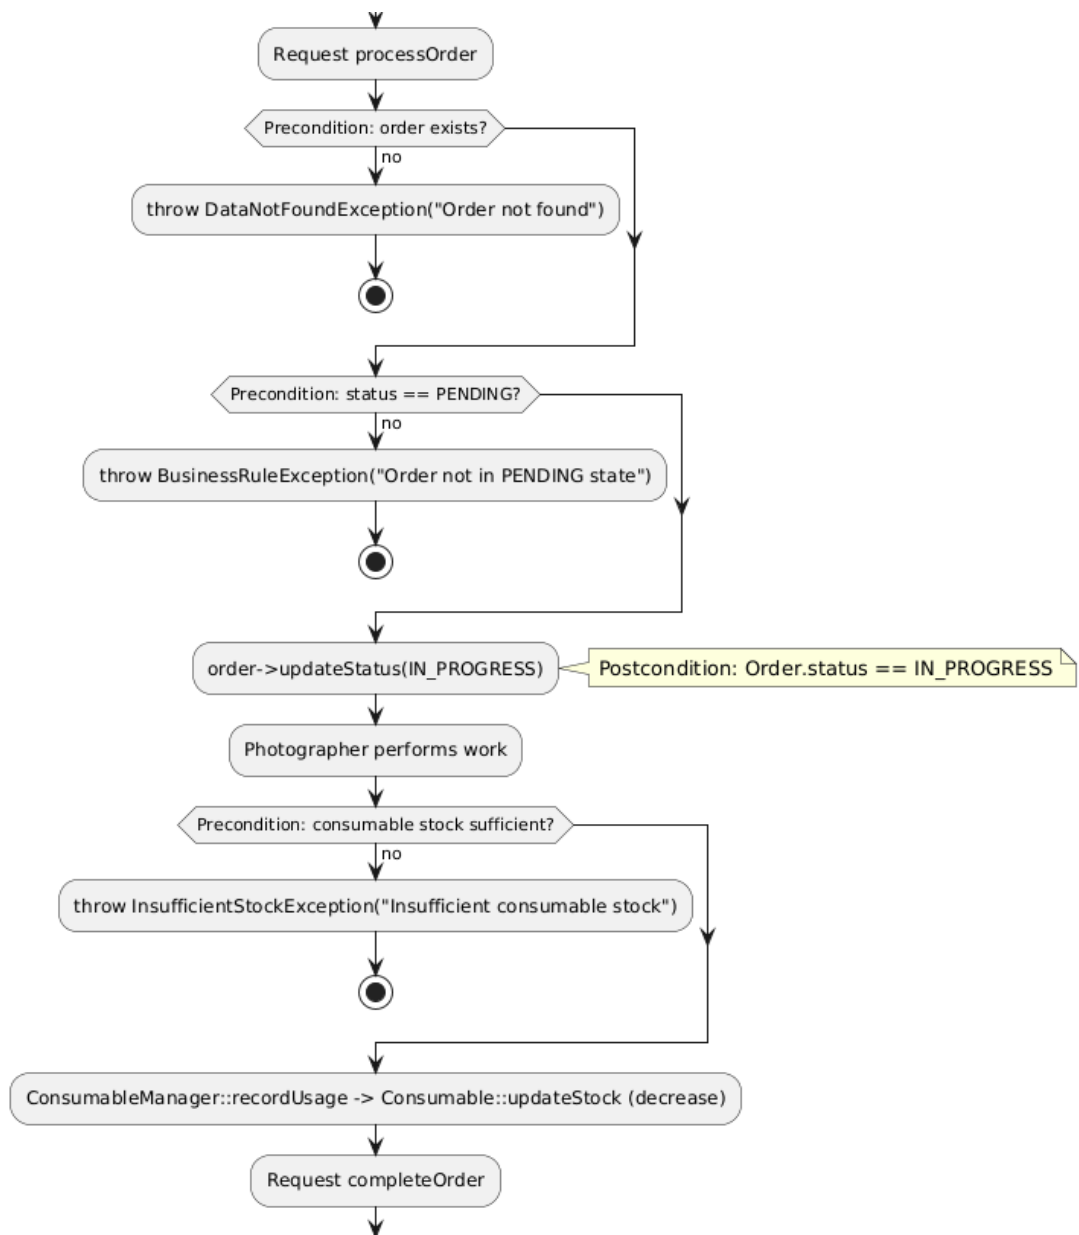 Request processOrder
Precondition: order exists?
no
throw DataNotFoundException("Order not found")
Precondition: status == PENDING?
no
throw BusinessRuleException("Order not in PENDING state")
order->updateStatus(IN_PROGRESS)
Postcondition: Order.status == IN_PROGRESS
Photographer performs work
Precondition: consumable stock sufficient?
no
throw InsufficientStockException("Insufficient consumable stock")
ConsumableManager::recordUsage -> Consumable::updateStock (decrease)
Request completeOrder